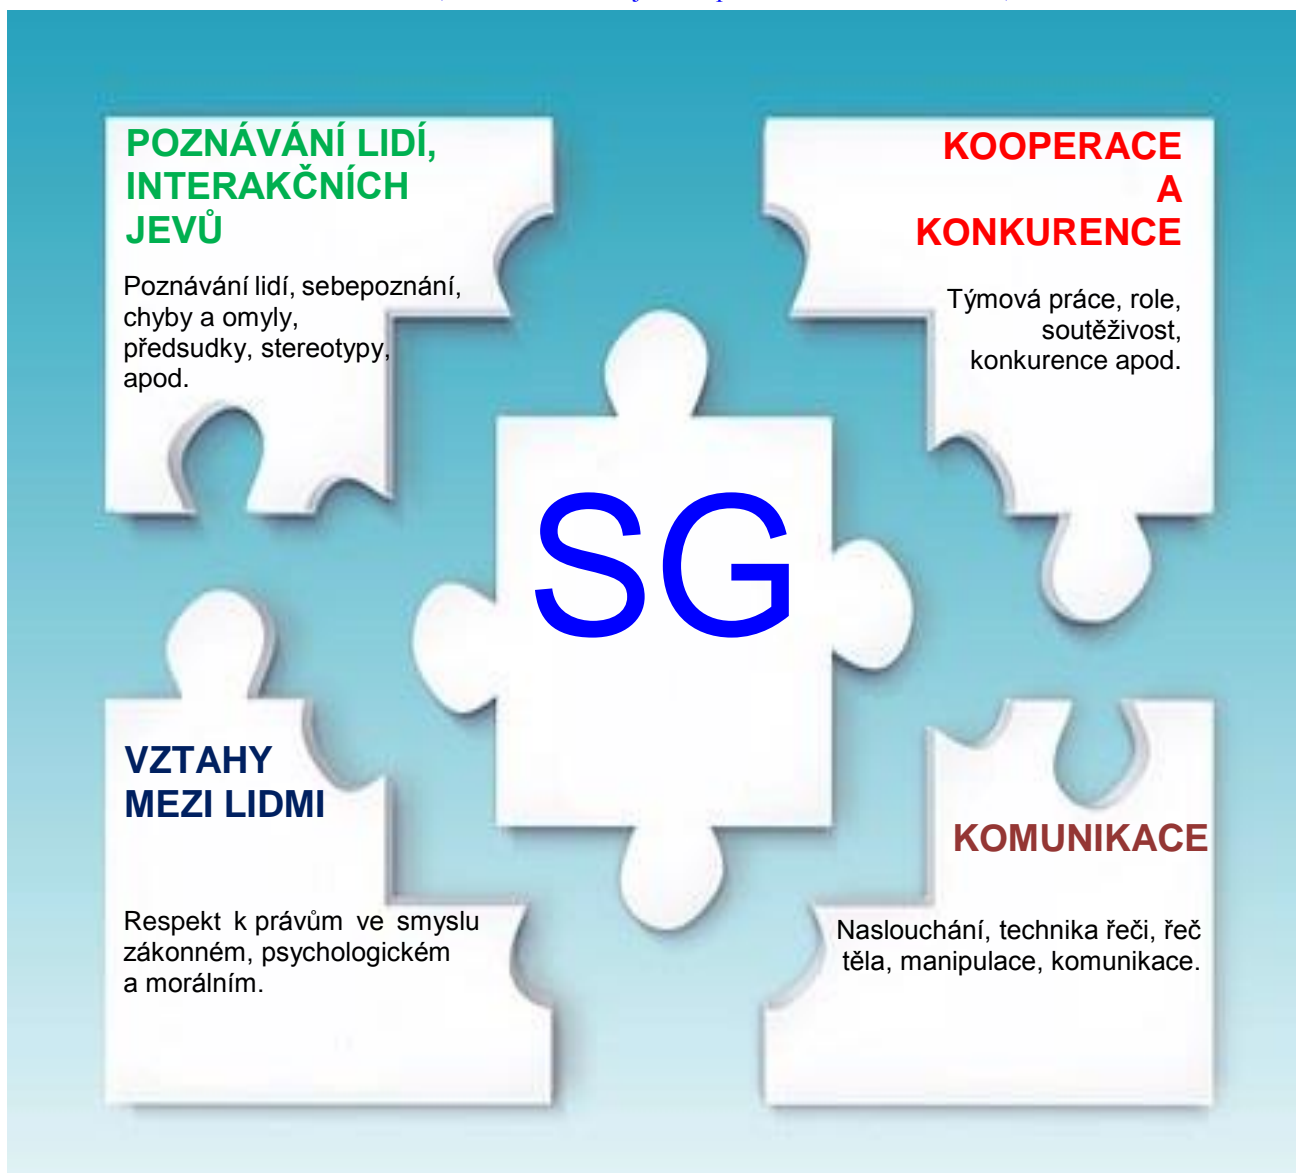 POZNÁVÁNÍ LIDÍ,
INTERAKČNÍCH
JEVŮ
Poznávání lidí, sebepoznání,
chyby a omyly,
předsudky, stereotypy,
apod.
KOOPERACE
A
KONKURENCE
Týmová práce, role,
soutěživost,
konkurence apod.
SG
VZTAHY
MEZI LIDMI
Respekt k právům ve smyslu
zákonném, psychologickém
a morálním.
KOMUNIKACE
Naslouchání, technika řeči, řeč
těla, manipulace, komunikace.